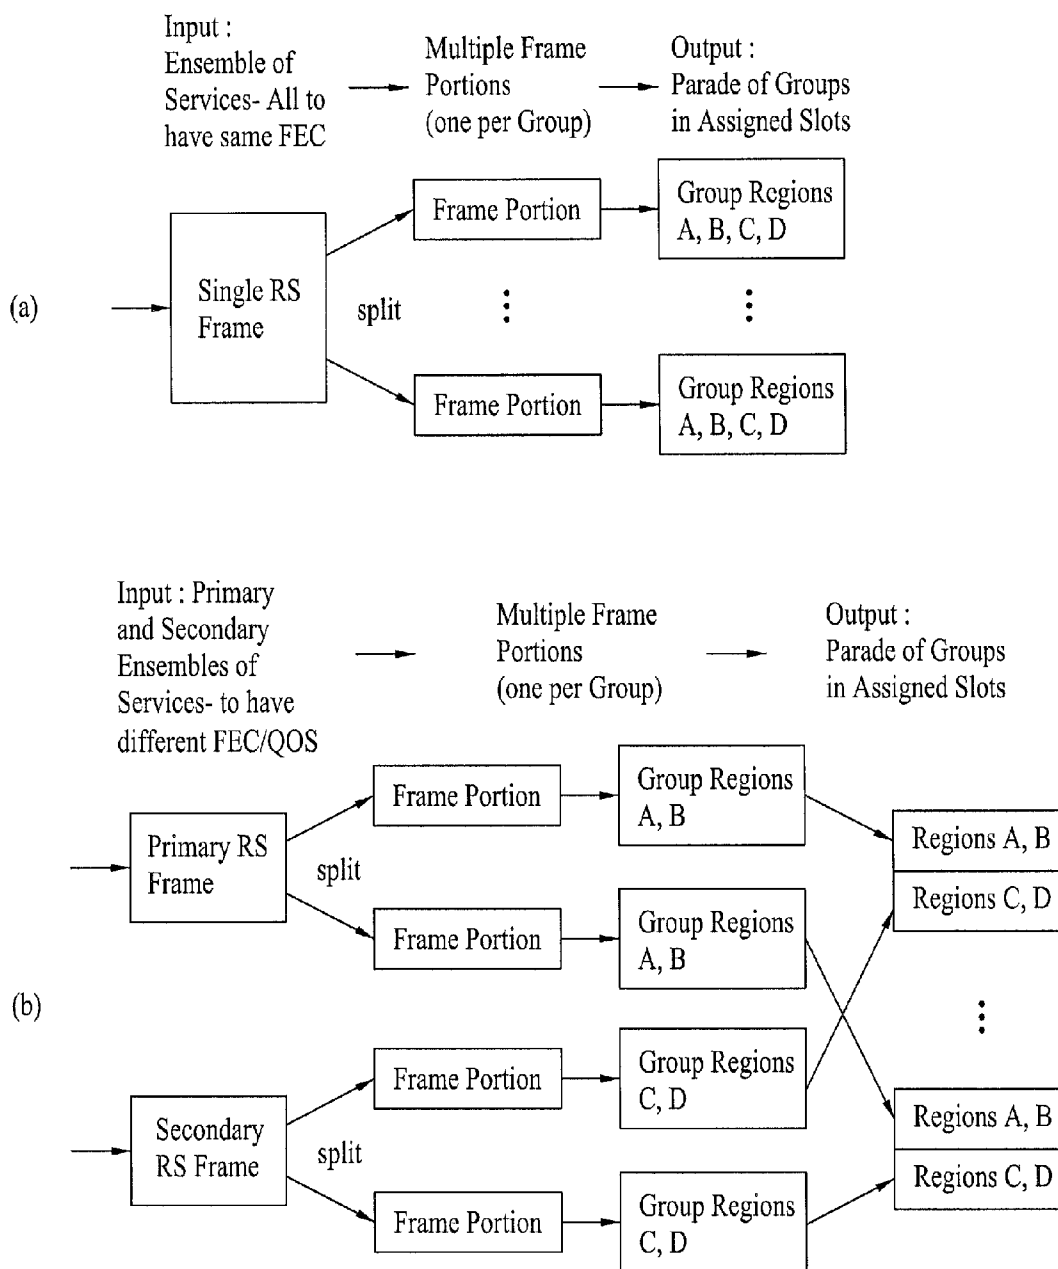 Input :
Ensemble of
Services- All to
have same FEC
Multiple Frame
Portions
(one per Group)
Output :
Parade of Groups
in Assigned Slots
(a)
Single RS
Frame
split
Frame Portion
Group Regions
A, B, C, D
Frame Portion
Group Regions
A, B, C, D
Input : Primary
and Secondary
Ensembles of
Services- to have
different FEC/QOS
Multiple Frame
Portions
(one per Group)
Output :
Parade of Groups
in Assigned Slots
(b)
Primary RS
Frame
split
Frame Portion
Group Regions
A, B
Frame Portion
Group Regions
A, B
Regions A, B
Regions C, D
Secondary
RS Frame
split
Frame Portion
Group Regions
C, D
Frame Portion
Group Regions
C, D
Regions A, B
Regions C, D